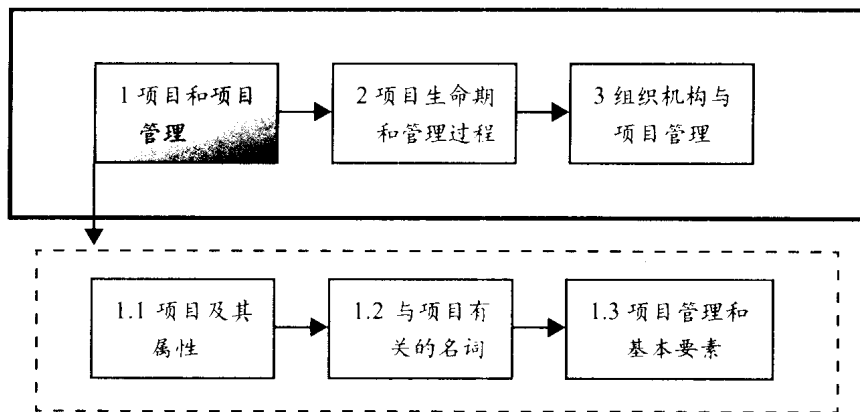 1 项目和项目
管理
2 项目生命期
和管理过程
3 组织机构与
项目管理
1.1 项目及其
属性
1.2 与项目有
关的名词
1.3 项目管理和
基本要素